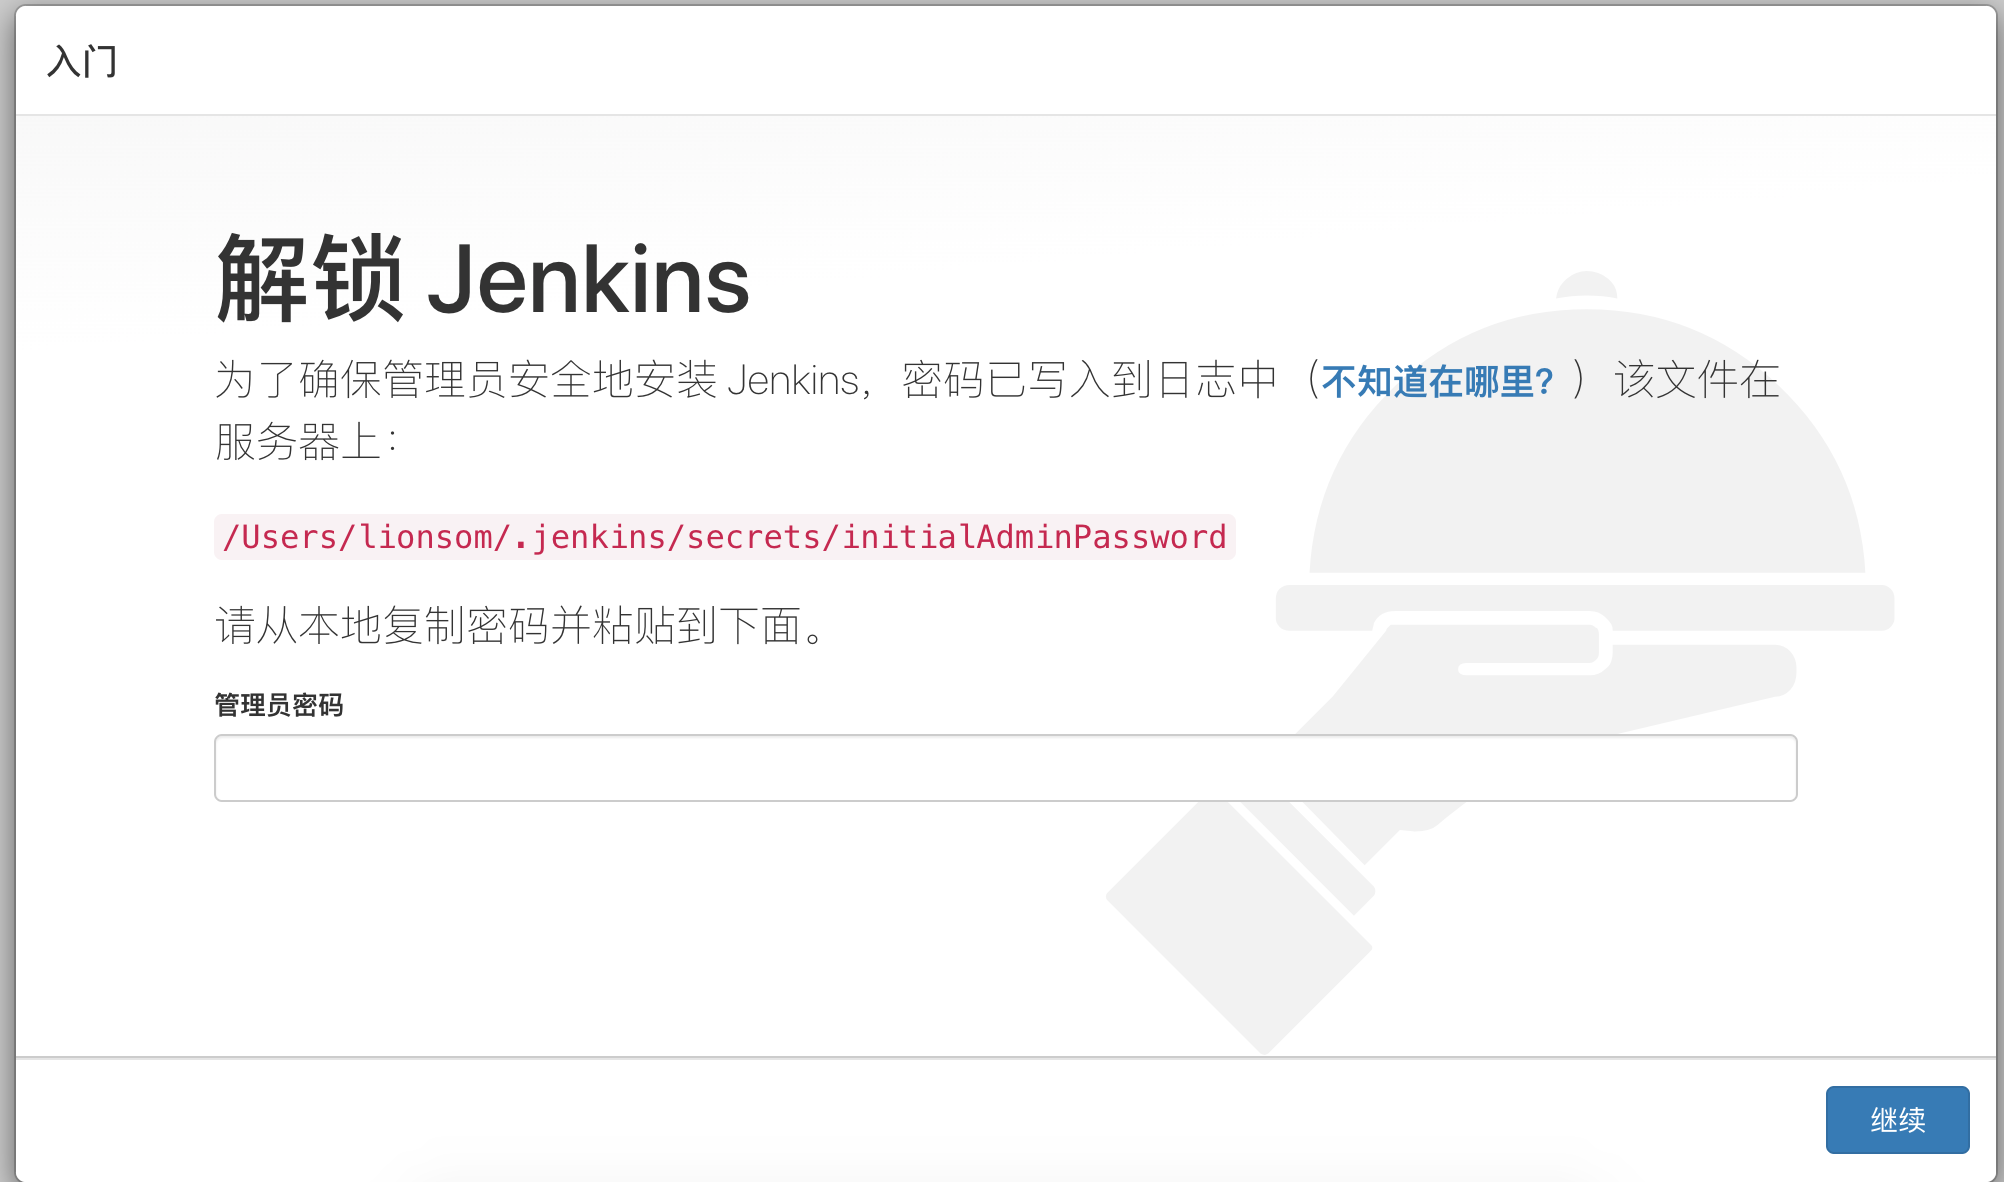 入门
解锁 Jenkins
为了确保管理员安全地安装 Jenkins，密码已写入到日志中（不知道在哪里？）该文件在
服务器上：
/Users/lionsom/.jenkins/secrets/initialAdminPassword
请从本地复制密码并粘贴到下面。
管理员密码
继续